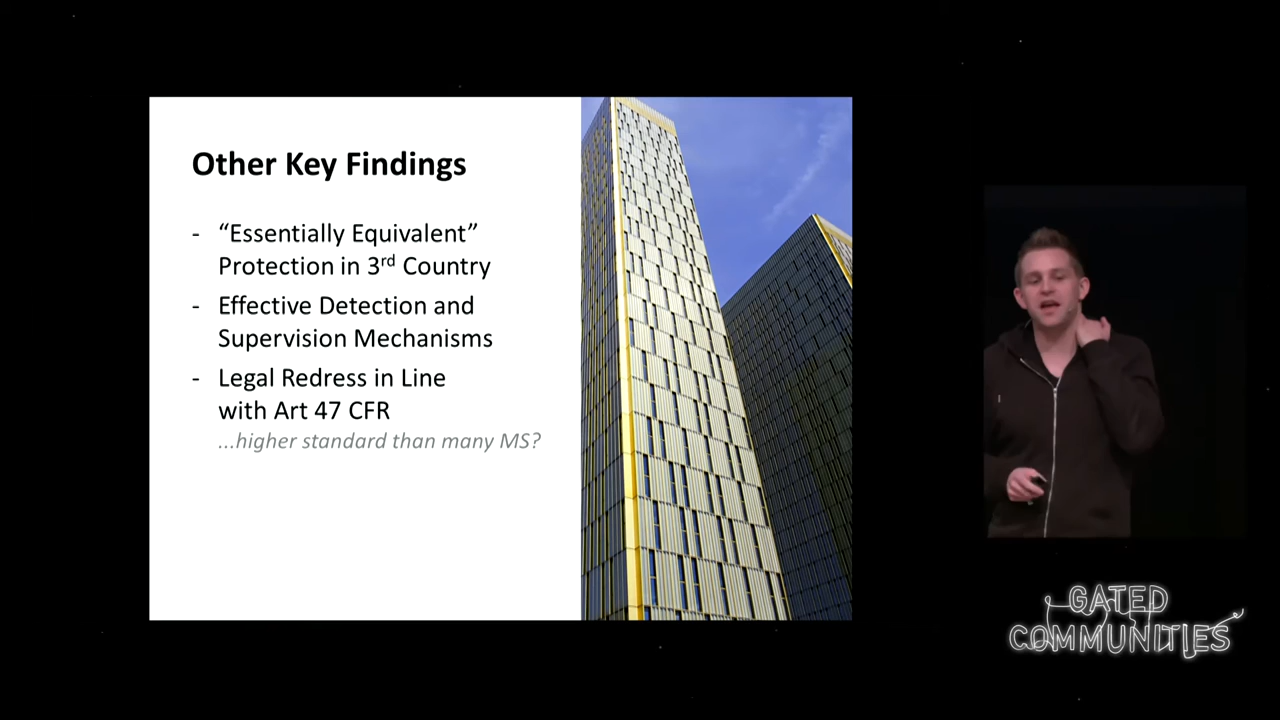 Other Key Findings
- “Essentially Equivalent”
Protection in 3rd Country
- Effective Detection and
Supervision Mechanisms
- Legal Redress in Line
with Art 47 CFR
...higher standard than many MS?
GATED
COMMUNITIES